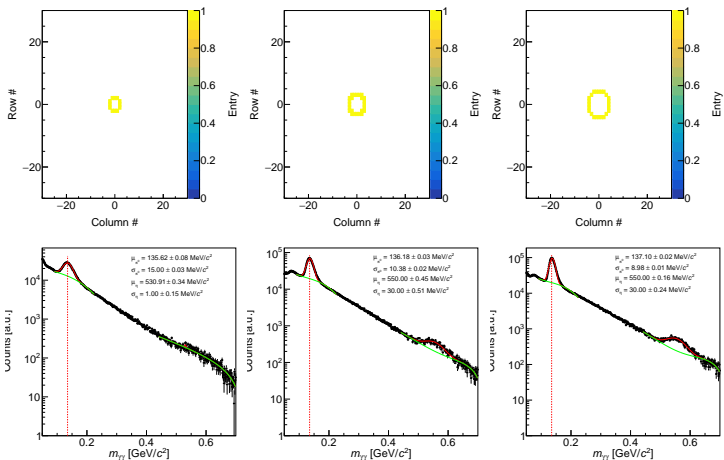 30
20
0
−20
Row #
−20 0 20
Column #
1
0.8
0.6
0.4
0.2
0
Entry
20
0
−20
Row #
−20 0 20
Column #
1
0.8
0.6
0.4
0.2
0
Entry
20
0
−20
Row #
−20 0 20
Column #
1
0.8
0.6
0.4
0.2
0
Entry
μπ⁰ = 135.62 ± 0.08 MeV/c²
σπ⁰ = 15.00 ± 0.03 MeV/c²
μη = 530.91 ± 0.34 MeV/c²
ση = 1.00 ± 0.15 MeV/c²
10⁴
10³
10²
10
1
Counts [a.u.]
0.2 0.4 0.6
mγγ [GeV/c²]
μπ⁰ = 136.18 ± 0.03 MeV/c²
σπ⁰ = 10.38 ± 0.02 MeV/c²
μη = 550.00 ± 0.45 MeV/c²
ση = 30.00 ± 0.51 MeV/c²
10⁵
10⁴
10³
10²
10
1
Counts [a.u.]
0.2 0.4 0.6
mγγ [GeV/c²]
μπ⁰ = 137.10 ± 0.02 MeV/c²
σπ⁰ = 8.98 ± 0.01 MeV/c²
μη = 550.00 ± 0.16 MeV/c²
ση = 30.00 ± 0.24 MeV/c²
10⁵
10⁴
10³
10²
10
1
Counts [a.u.]
0.2 0.4 0.6
mγγ [GeV/c²]